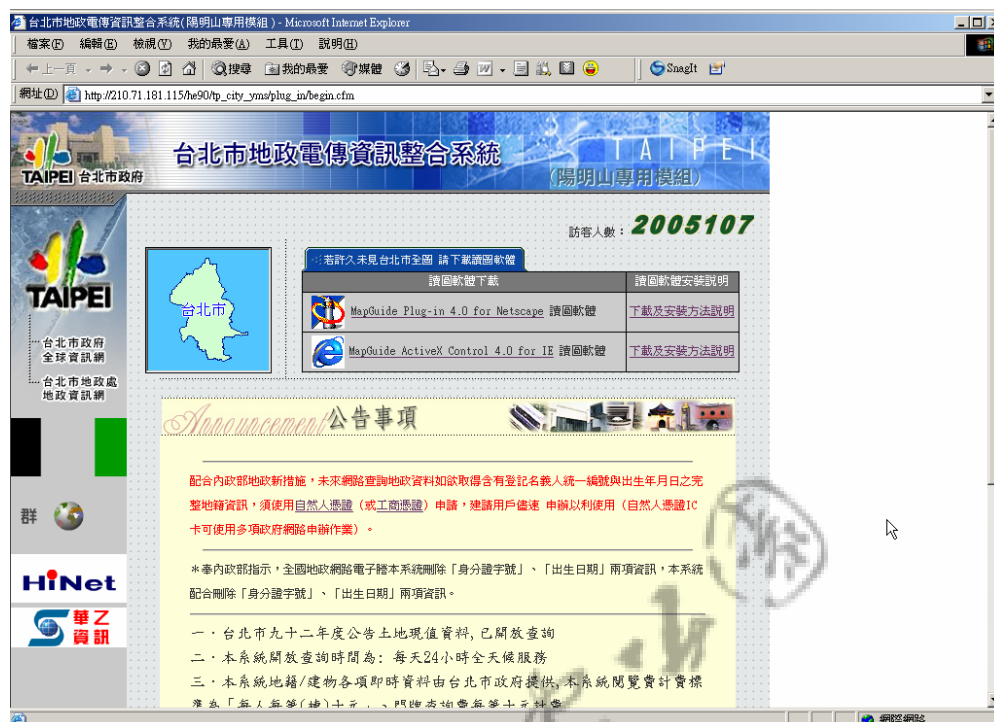 台北市地政電傳資訊整合系統(陽明山專用模組 ) - Microsoft Internet Explorer
檔案(F) 編輯(E) 檢視(V) 我的最愛(A) 工具(T) 說明(H)
上一頁 搜尋 我的最愛 媒體 SnagIt
網址(D) http://210.71.181.115/he90/tp_city_yms/plug_in/begin.cfm
TAIPEI 台北市政府
台北市地政電傳資訊整合系統
TAIPEI
(陽明山專用模組)
訪客人數：2005107
TAIPEI
台北市政府
全球資訊網
台北市地政處
地政資訊網
群
HiNet
華乙
資訊
台北市
若許久未見台北市全圖 請下載讀圖軟體
讀圖軟體下載 讀圖軟體安裝說明
MapGuide Plug-in 4.0 for Netscape 讀圖軟體 下載及安裝方法說明
MapGuide ActiveX Control 4.0 for IE 讀圖軟體 下載及安裝方法說明
Announcement 公告事項
配合內政部地政新措施，未來網路查詢地政資料如欲取得含有登記名義人統一編號與出生年月日之完
整地籍資訊，須使用自然人憑證（或工商憑證）申請，建請用戶儘速 申辦以利使用（自然人憑證IC
卡可使用多項政府網路申辦作業）。
＊奉內政部指示，全國地政網路電子謄本系統刪除「身分證字號」、「出生日期」兩項資訊，本系統
配合刪除「身分證字號」、「出生日期」兩項資訊。
一．台北市九十二年度公告土地現值資料, 已開放查詢
二．本系統開放查詢時間為: 每天24小時全天候服務
三．本系統地籍/建物各項即時資料由台北市政府提供, 本系統閱覽費計費標
準為「每人每筆(棟)十元」、門牌查詢費每筆十元計費
網際網路